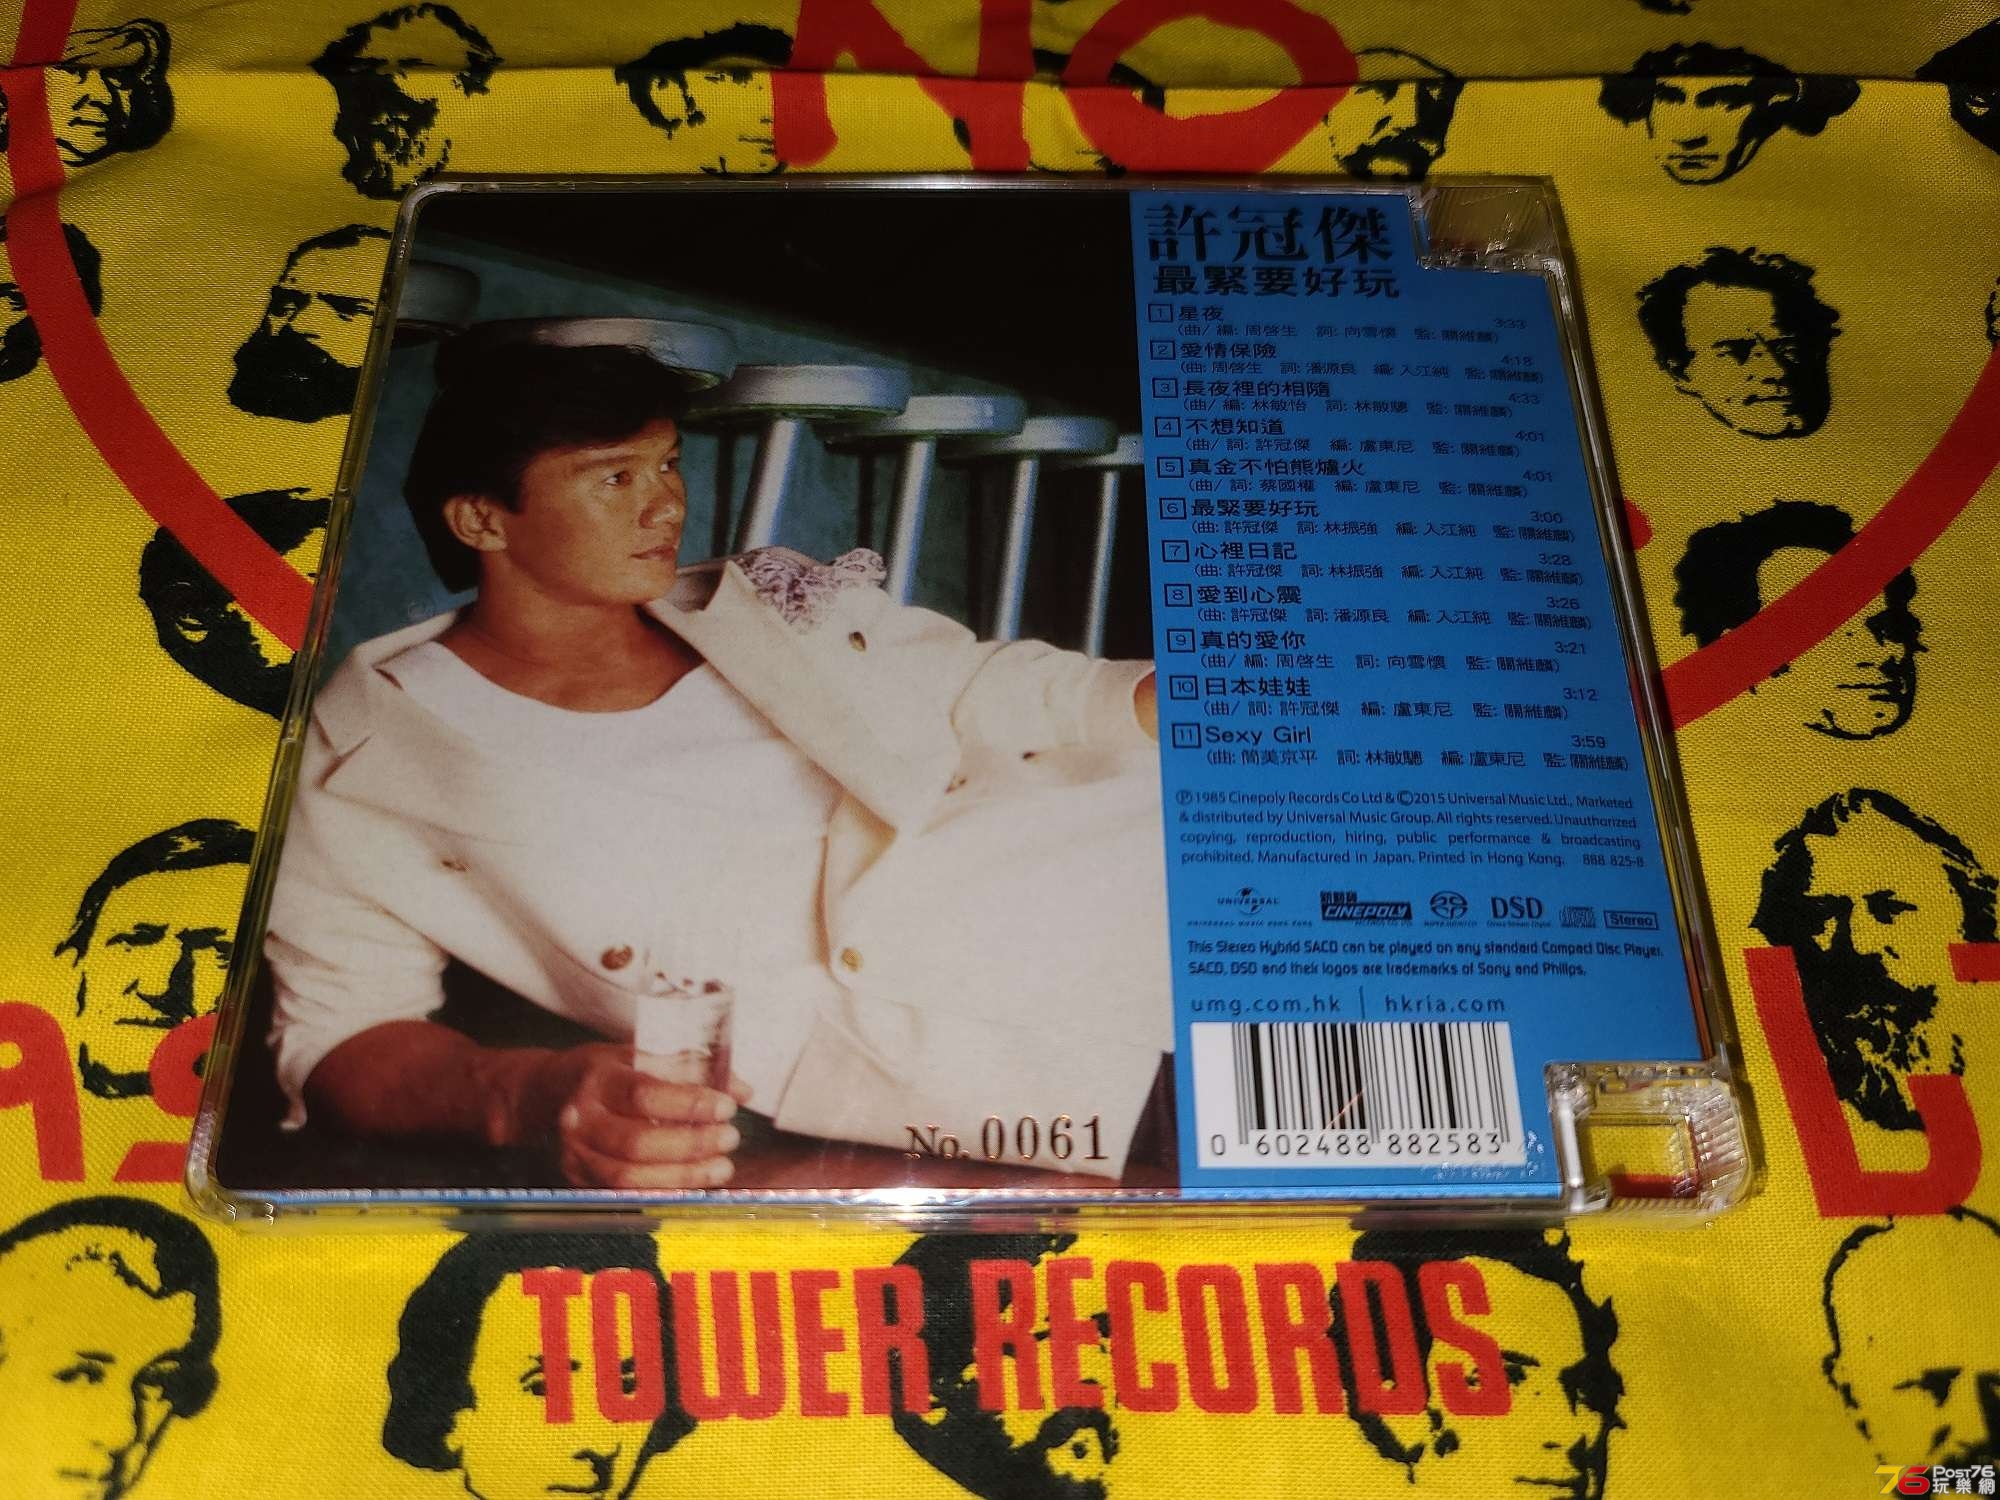 NO
許冠傑
最緊要好玩
1 星夜 3:33
(曲/ 編: 周啓生 詞: 向雪懷 監: 關維麟)
2 愛情保險 4:18
(曲: 周啓生 詞: 潘源良 編: 入江純 監: 關維麟)
3 長夜裡的相隨 4:33
(曲/ 編: 林敏怡 詞: 林敏驄 監: 關維麟)
4 不想知道 4:01
(曲/ 詞: 許冠傑 編: 盧東尼 監: 關維麟)
5 真金不怕熊爐火 4:01
(曲/ 詞: 蔡國權 編: 盧東尼 監: 關維麟)
6 最緊要好玩 3:00
(曲: 許冠傑 詞: 林振強 編: 入江純 監: 關維麟)
7 心裡日記 3:28
(曲: 許冠傑 詞: 林振強 編: 入江純 監: 關維麟)
8 愛到心震 3:26
(曲: 許冠傑 詞: 潘源良 編: 入江純 監: 關維麟)
9 真的愛你 3:21
(曲/ 編: 周啓生 詞: 向雪懷 監: 關維麟)
10 日本娃娃 3:12
(曲/ 詞: 許冠傑 編: 盧東尼 監: 關維麟)
11 Sexy Girl 3:59
(曲: 筒美京平 詞: 林敏驄 編: 盧東尼 監: 關維麟)
Ⓟ1985 Cinepoly Records Co Ltd & ©2015 Universal Music Ltd., Marketed
& distributed by Universal Music Group. All rights reserved. Unauthorized
copying, reproduction, hiring, public performance & broadcasting
prohibited. Manufactured in Japan. Printed in Hong Kong. 888 825-8
UNIVERSAL 新藝寶 CINEPOLY DSD Stereo
This Stereo Hybrid SACD can be played on any standard Compact Disc Player.
SACD, DSD and their logos are trademarks of Sony and Philips.
umg.com.hk | hkria.com
0 602488 882583
No. 0061
TOWER RECORDS
76 Post76
玩樂網